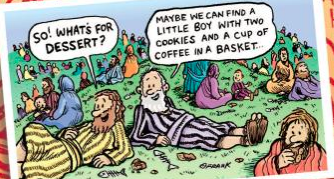 SO! WHAT'S FOR
DESSERT?
MAYBE WE CAN FIND A
LITTLE BOY WITH TWO
COOKIES AND A CUP OF
COFFEE IN A BASKET...